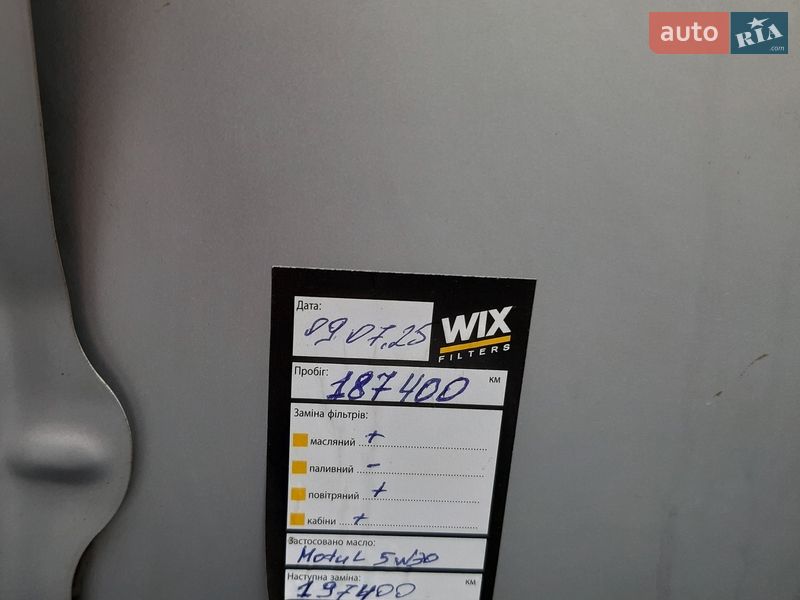 auto RIA .com
Дата:
09 07.25
WIX
FILTERS
Пробіг:
187400 км
Заміна фільтрів:
масляний +
паливний -
повітряний +
кабіни +
Застосовано масло:
Motul 5w30
Наступна заміна:
197400 км